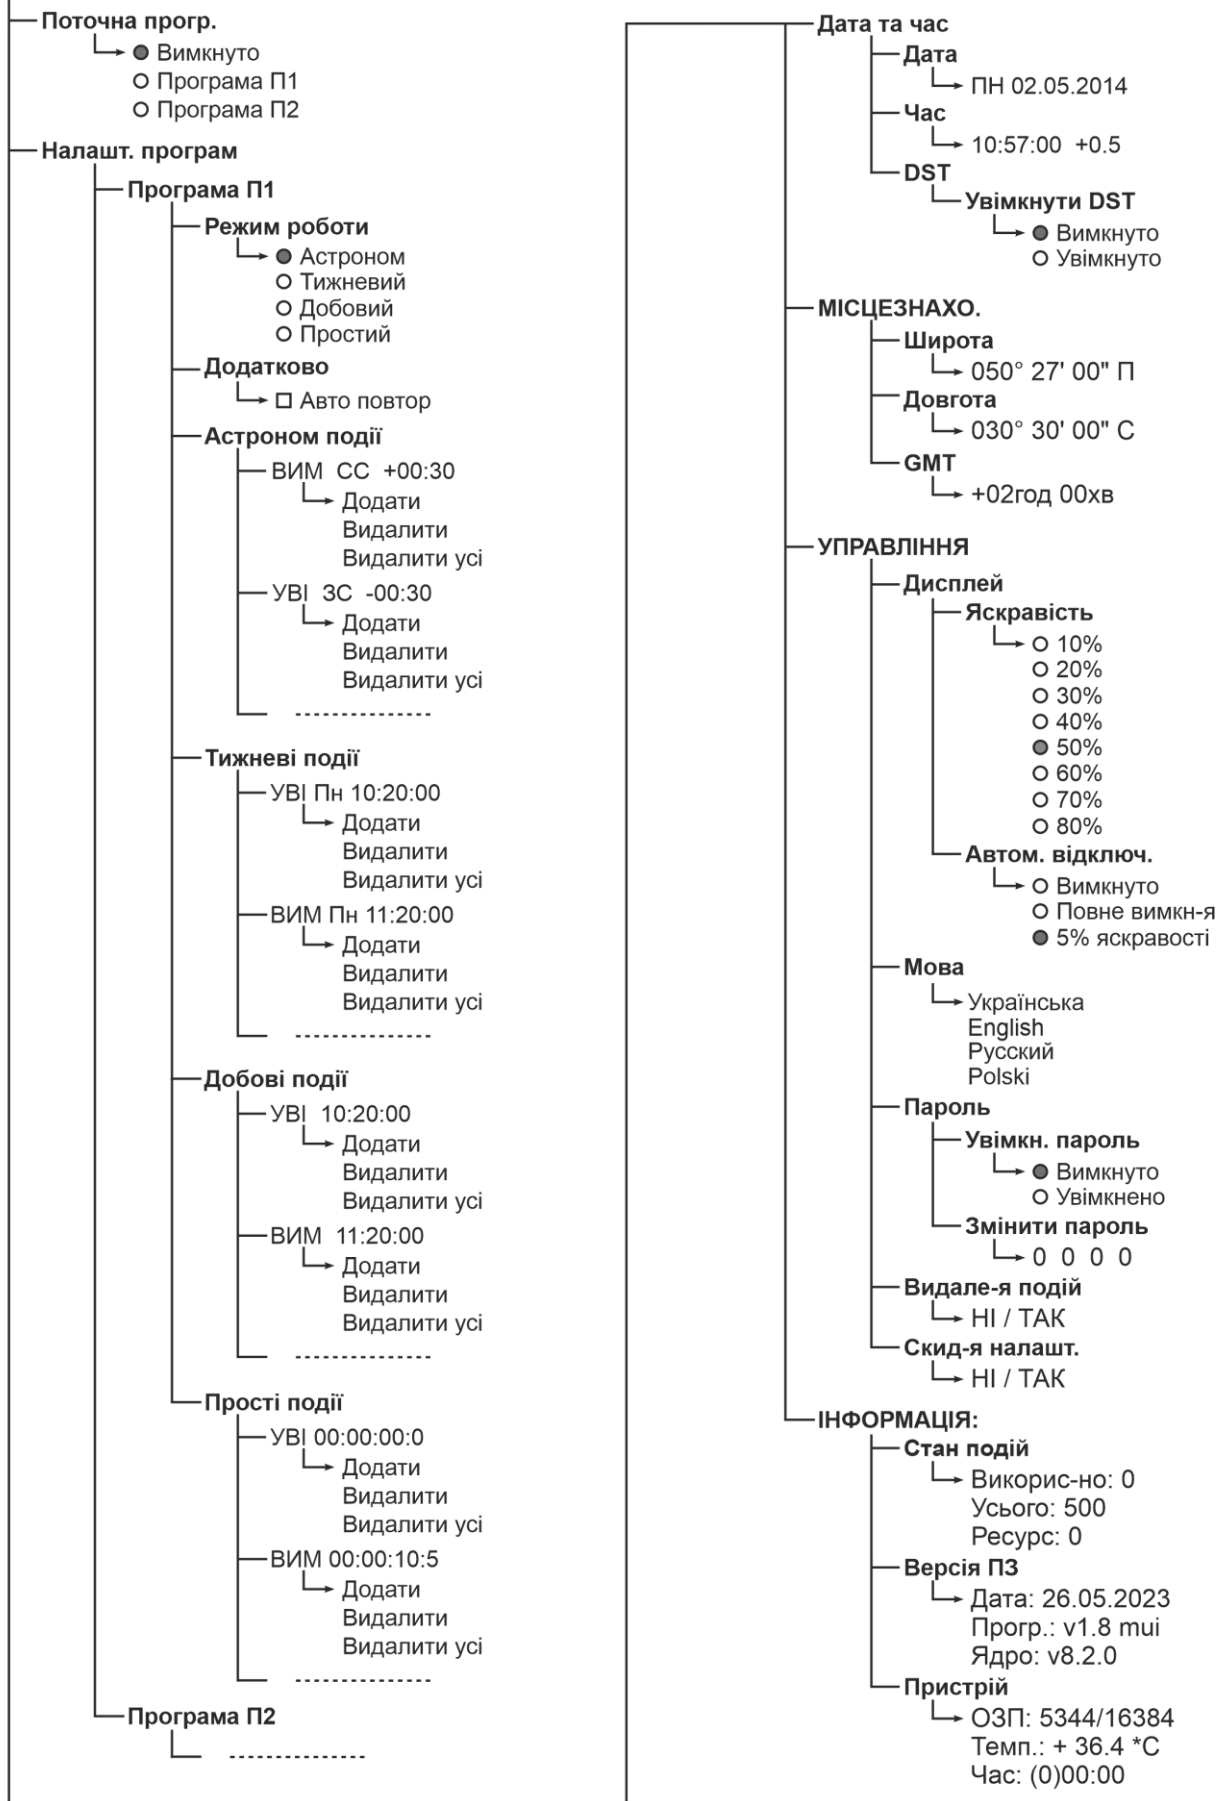 Поточна прогр.
Вимкнуто
Програма П1
Програма П2
Налашт. програм
Програма П1
Режим роботи
Астроном
Тижневий
Добовий
Простий
Додатково
Авто повтор
Астроном події
ВИМ СС +00:30
Додати
Видалити
Видалити усі
УВІ ЗС -00:30
Додати
Видалити
Видалити усі
Тижневі події
УВІ Пн 10:20:00
Додати
Видалити
Видалити усі
ВИМ Пн 11:20:00
Додати
Видалити
Видалити усі
Добові події
УВІ 10:20:00
Додати
Видалити
Видалити усі
ВИМ 11:20:00
Додати
Видалити
Видалити усі
Прості події
УВІ 00:00:00:0
Додати
Видалити
Видалити усі
ВИМ 00:00:10:5
Додати
Видалити
Видалити усі
Програма П2
Дата та час
Дата
ПН 02.05.2014
Час
10:57:00 +0.5
DST
Увімкнути DST
Вимкнуто
Увімкнуто
МІСЦЕЗНАХО.
Широта
050° 27' 00" П
Довгота
030° 30' 00" С
GMT
+02год 00хв
УПРАВЛІННЯ
Дисплей
Яскравість
10%
20%
30%
40%
50%
60%
70%
80%
Автом. відключ.
Вимкнуто
Повне вимкн-я
5% яскравості
Мова
Українська
English
Русский
Polski
Пароль
Увімкн. пароль
Вимкнуто
Увімкнено
Змінити пароль
0 0 0 0
Видале-я подій
НІ / ТАК
Скид-я налашт.
НІ / ТАК
ІНФОРМАЦІЯ:
Стан подій
Викорис-но: 0
Усього: 500
Ресурс: 0
Версія ПЗ
Дата: 26.05.2023
Прогр.: v1.8 mui
Ядро: v8.2.0
Пристрій
ОЗП: 5344/16384
Темп.: + 36.4 *C
Час: (0)00:00